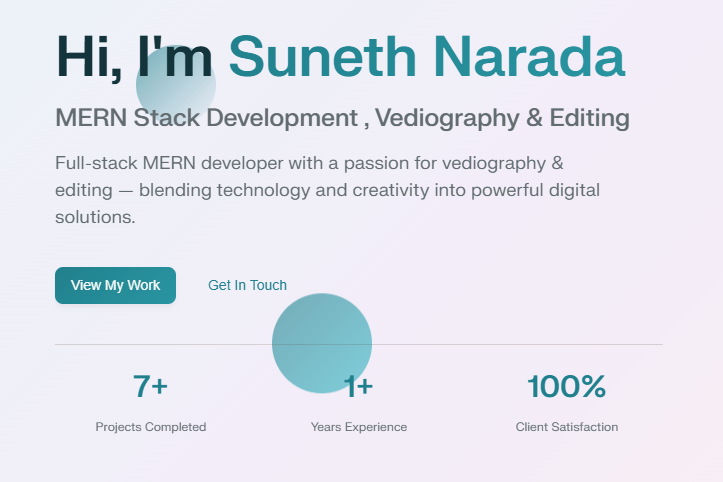 Hi, I'm Suneth Narada
MERN Stack Development , Vediography & Editing
Full-stack MERN developer with a passion for vediography &
editing — blending technology and creativity into powerful digital
solutions.
View My Work
Get In Touch
7+
1+
100%
Projects Completed
Years Experience
Client Satisfaction